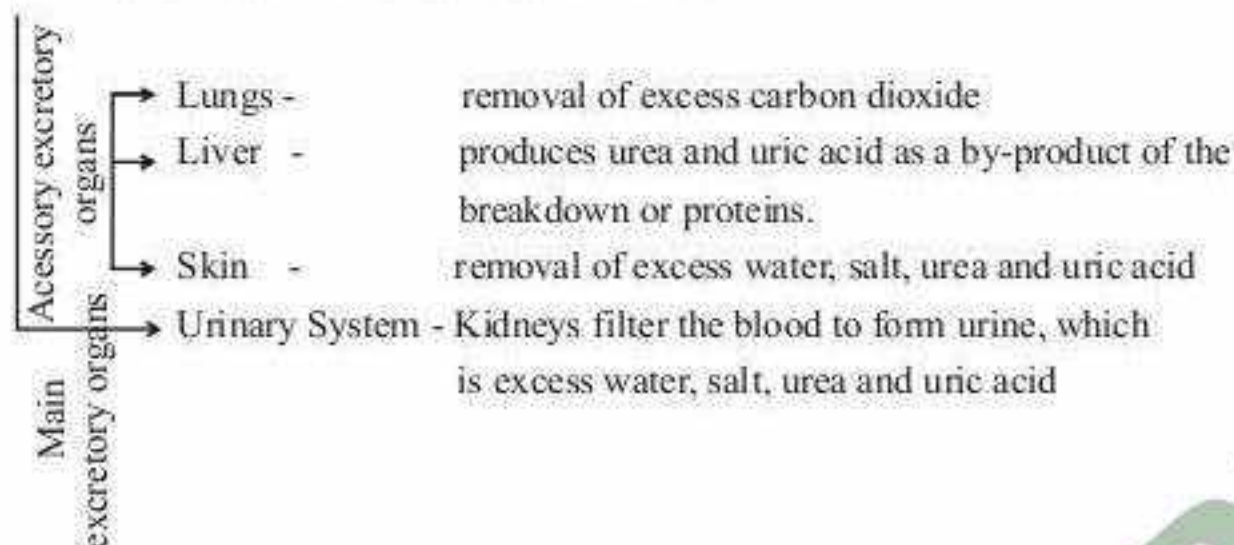 Acessory excretory
organs
Lungs - removal of excess carbon dioxide
Liver - produces urea and uric acid as a by-product of the
breakdown or proteins.
Skin - removal of excess water, salt, urea and uric acid
Main
excretory organs
Urinary System - Kidneys filter the blood to form urine, which
is excess water, salt, urea and uric acid